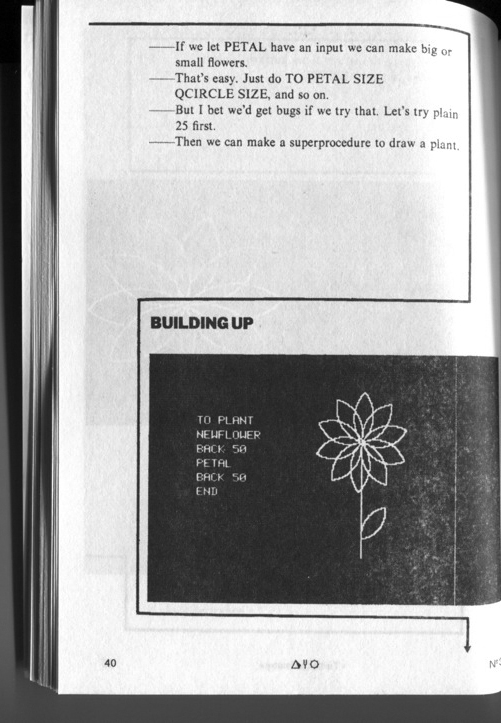 ——If we let PETAL have an input we can make big or
small flowers.
——That's easy. Just do TO PETAL SIZE
QCIRCLE SIZE, and so on.
——But I bet we'd get bugs if we try that. Let's try plain
25 first.
——Then we can make a superprocedure to draw a plant.
BUILDING UP
TO PLANT
NEWFLOWER
BACK 50
PETAL
BACK 50
END
40